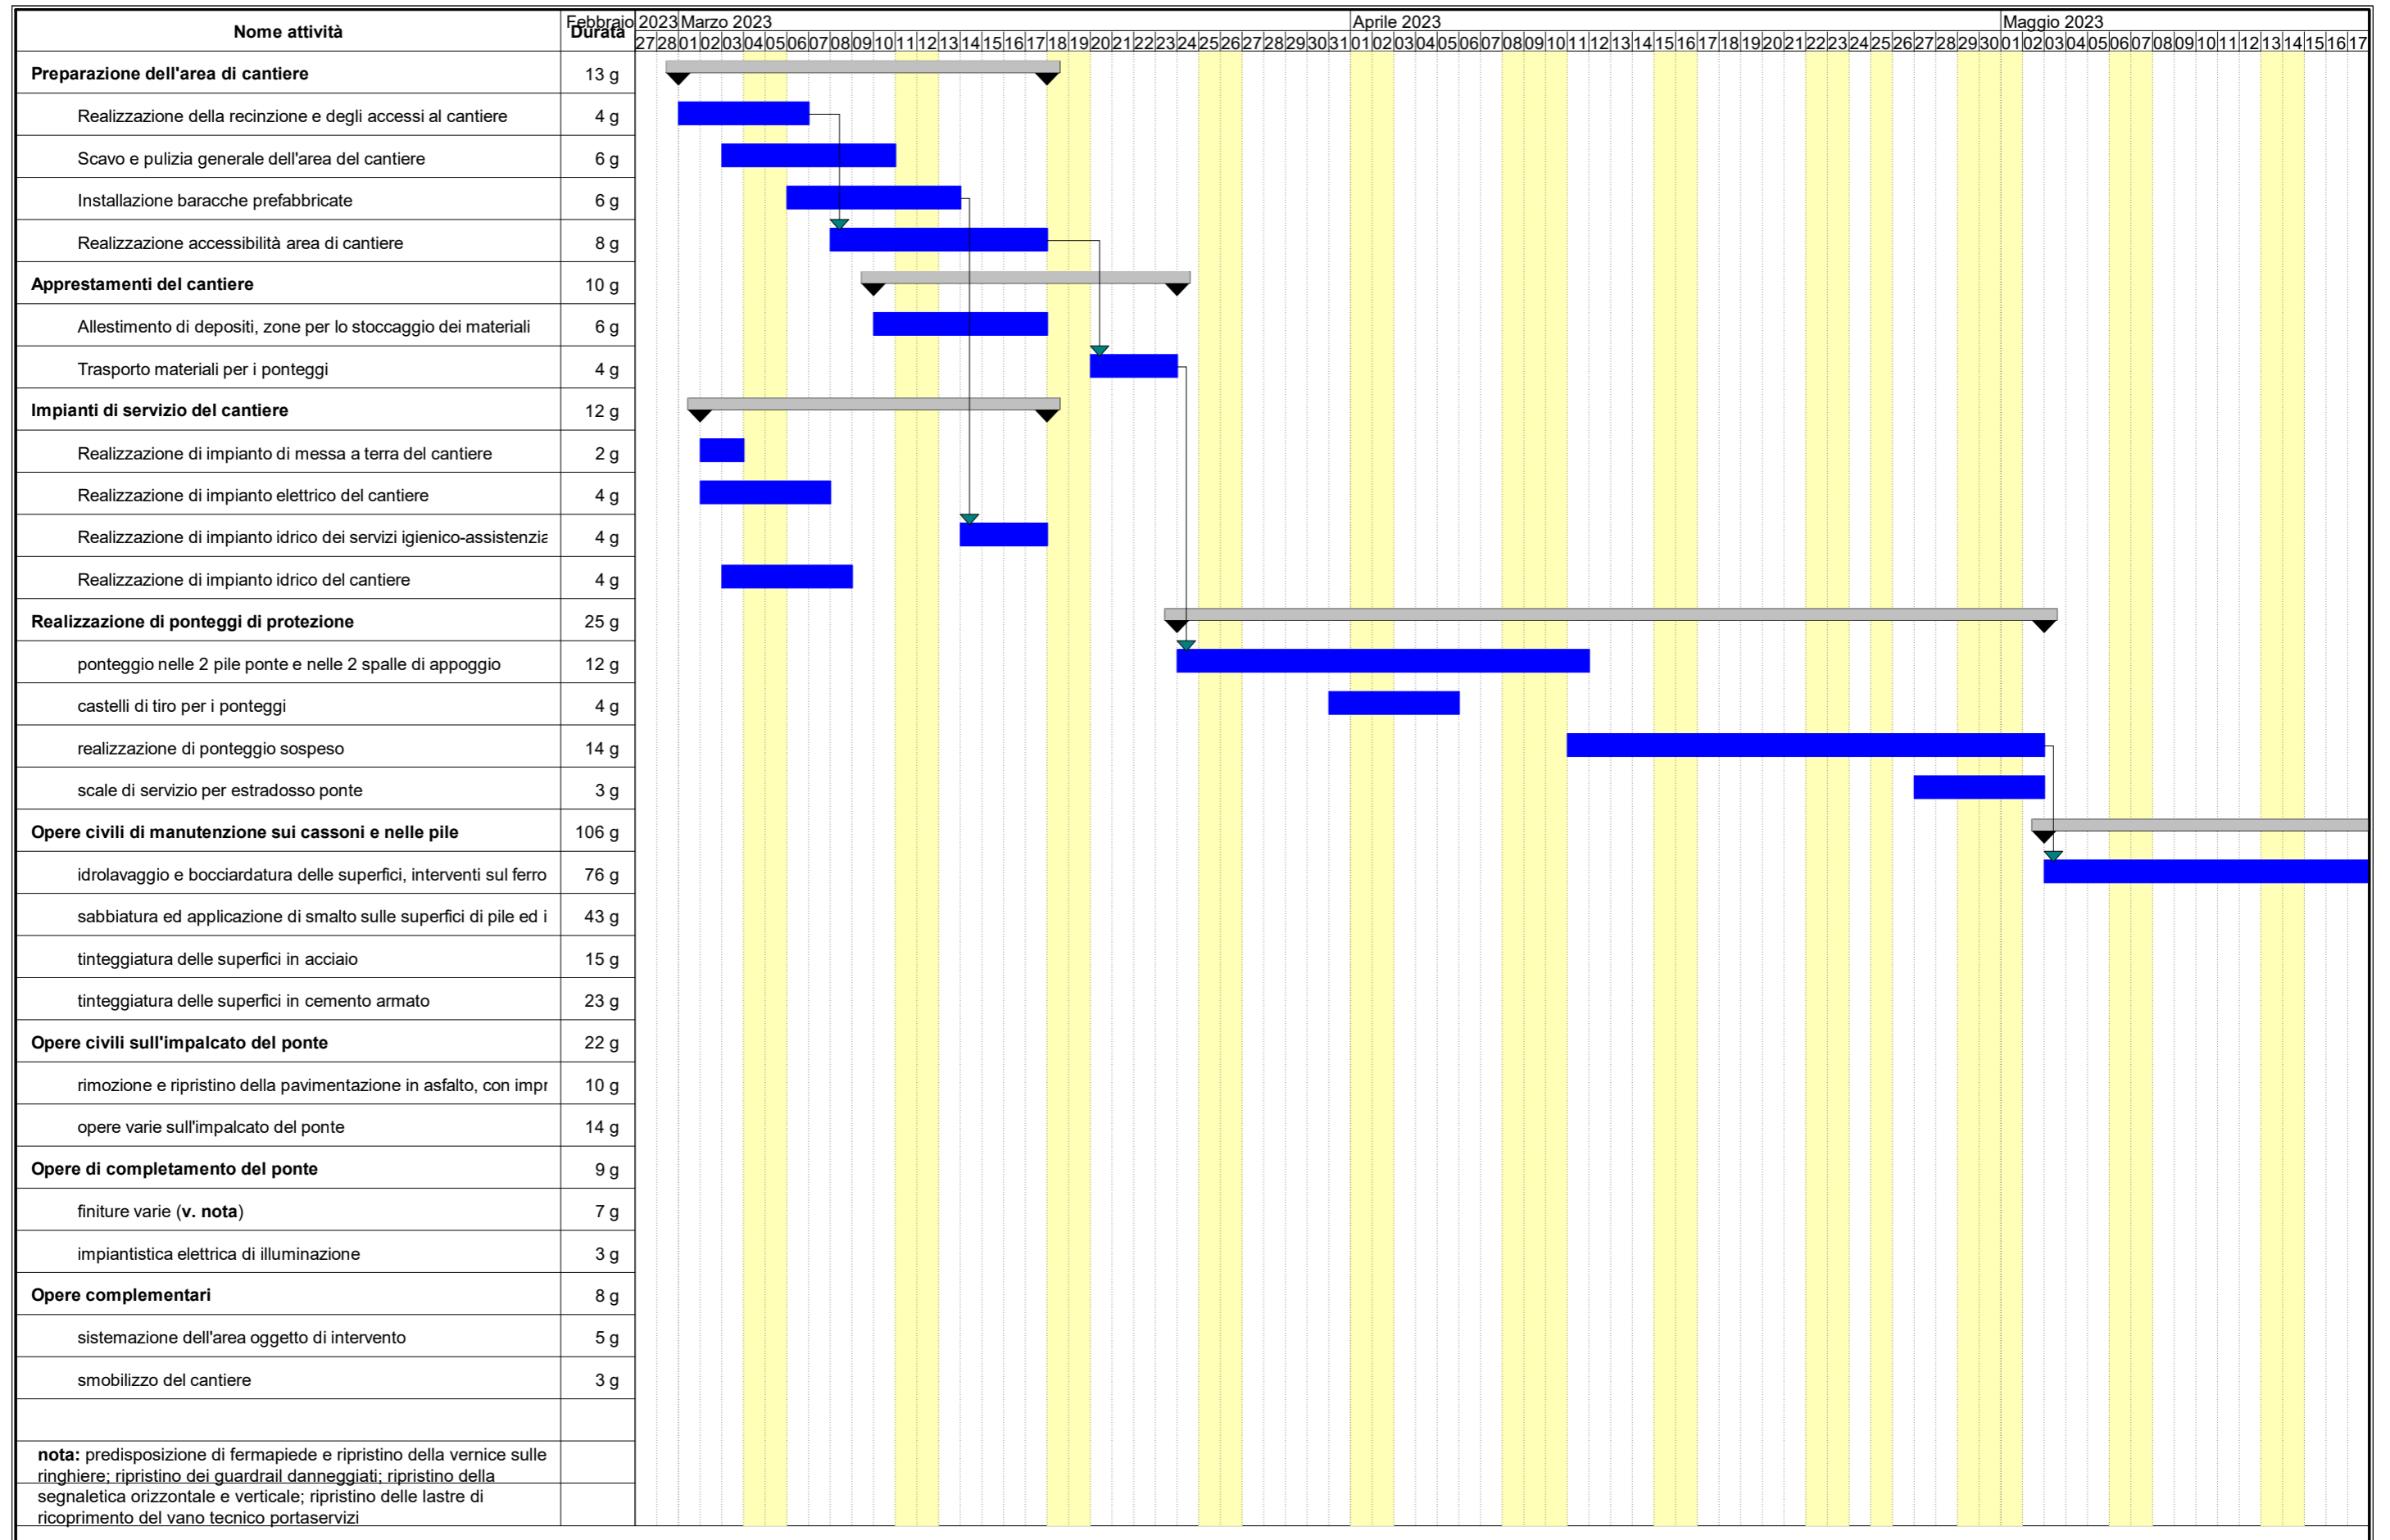 Nome attività Durata Febbraio 2023 Marzo 2023 Aprile 2023 Maggio 2023
27 28 01 02 03 04 05 06 07 08 09 10 11 12 13 14 15 16 17 18 19 20 21 22 23 24 25 26 27 28 29 30 31 01 02 03 04 05 06 07 08 09 10 11 12 13 14 15 16 17 18 19 20 21 22 23 24 25 26 27 28 29 30 01 02 03 04 05 06 07 08 09 10 11 12 13 14 15 16 17
Preparazione dell'area di cantiere 13 g
Realizzazione della recinzione e degli accessi al cantiere 4 g
Scavo e pulizia generale dell'area del cantiere 6 g
Installazione baracche prefabbricate 6 g
Realizzazione accessibilità area di cantiere 8 g
Apprestamenti del cantiere 10 g
Allestimento di depositi, zone per lo stoccaggio dei materiali 6 g
Trasporto materiali per i ponteggi 4 g
Impianti di servizio del cantiere 12 g
Realizzazione di impianto di messa a terra del cantiere 2 g
Realizzazione di impianto elettrico del cantiere 4 g
Realizzazione di impianto idrico dei servizi igienico-assistenzia 4 g
Realizzazione di impianto idrico del cantiere 4 g
Realizzazione di ponteggi di protezione 25 g
ponteggio nelle 2 pile ponte e nelle 2 spalle di appoggio 12 g
castelli di tiro per i ponteggi 4 g
realizzazione di ponteggio sospeso 14 g
scale di servizio per estradosso ponte 3 g
Opere civili di manutenzione sui cassoni e nelle pile 106 g
idrolavaggio e bocciardatura delle superfici, interventi sul ferro 76 g
sabbiatura ed applicazione di smalto sulle superfici di pile ed i 43 g
tinteggiatura delle superfici in acciaio 15 g
tinteggiatura delle superfici in cemento armato 23 g
Opere civili sull'impalcato del ponte 22 g
rimozione e ripristino della pavimentazione in asfalto, con impr 10 g
opere varie sull'impalcato del ponte 14 g
Opere di completamento del ponte 9 g
finiture varie (v. nota) 7 g
impiantistica elettrica di illuminazione 3 g
Opere complementari 8 g
sistemazione dell'area oggetto di intervento 5 g
smobilizzo del cantiere 3 g
nota: predisposizione di fermapiede e ripristino della vernice sulle
ringhiere; ripristino dei guardrail danneggiati; ripristino della
segnaletica orizzontale e verticale; ripristino delle lastre di
ricoprimento del vano tecnico portaservizi